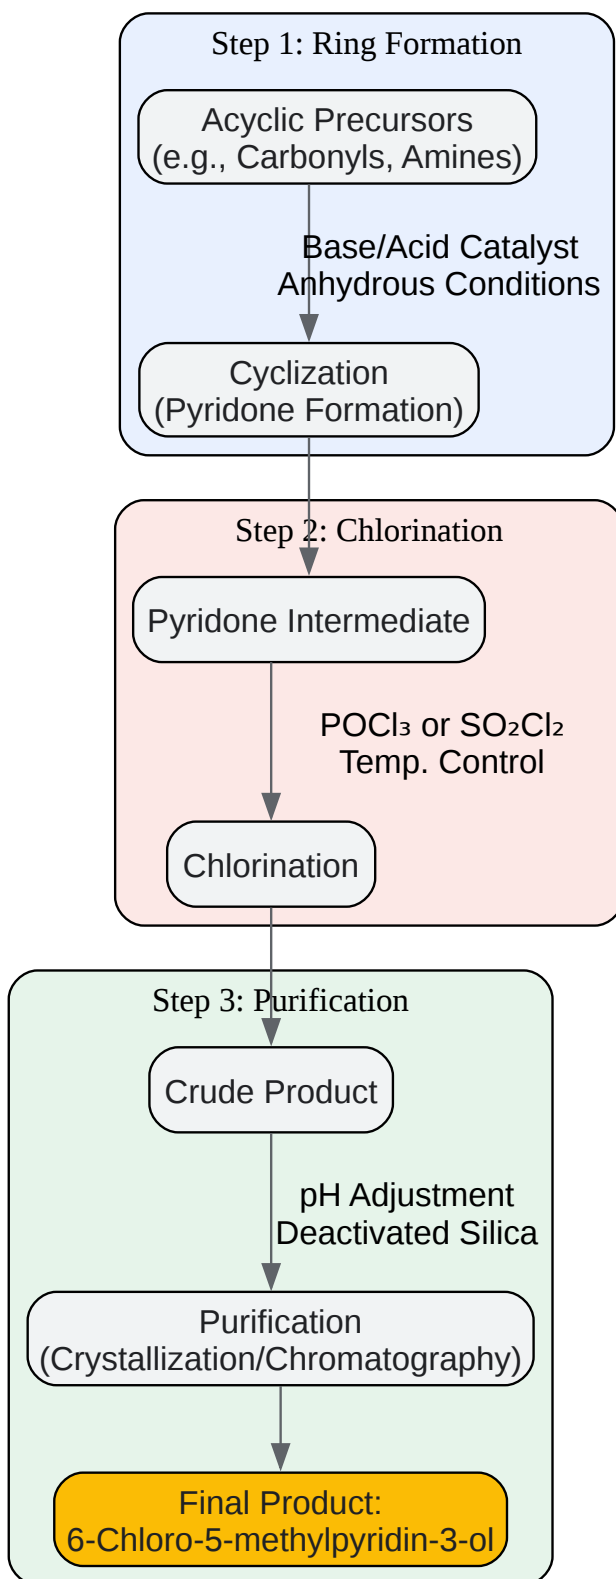 Step 1: Ring Formation
Acyclic Precursors
(e.g., Carbonyls, Amines)
Base/Acid Catalyst
Anhydrous Conditions
Cyclization
(Pyridone Formation)
Step 2: Chlorination
Pyridone Intermediate
POCl₃ or SO₂Cl₂
Temp. Control
Chlorination
Step 3: Purification
Crude Product
pH Adjustment
Deactivated Silica
Purification
(Crystallization/Chromatography)
Final Product:
6-Chloro-5-methylpyridin-3-ol